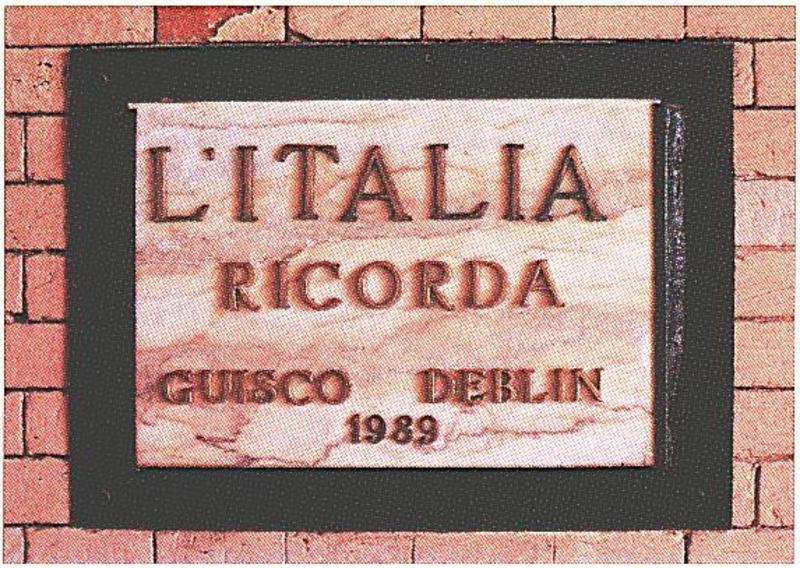 L'ITALIA
RICORDA
GUISCO DEBLIN
1989